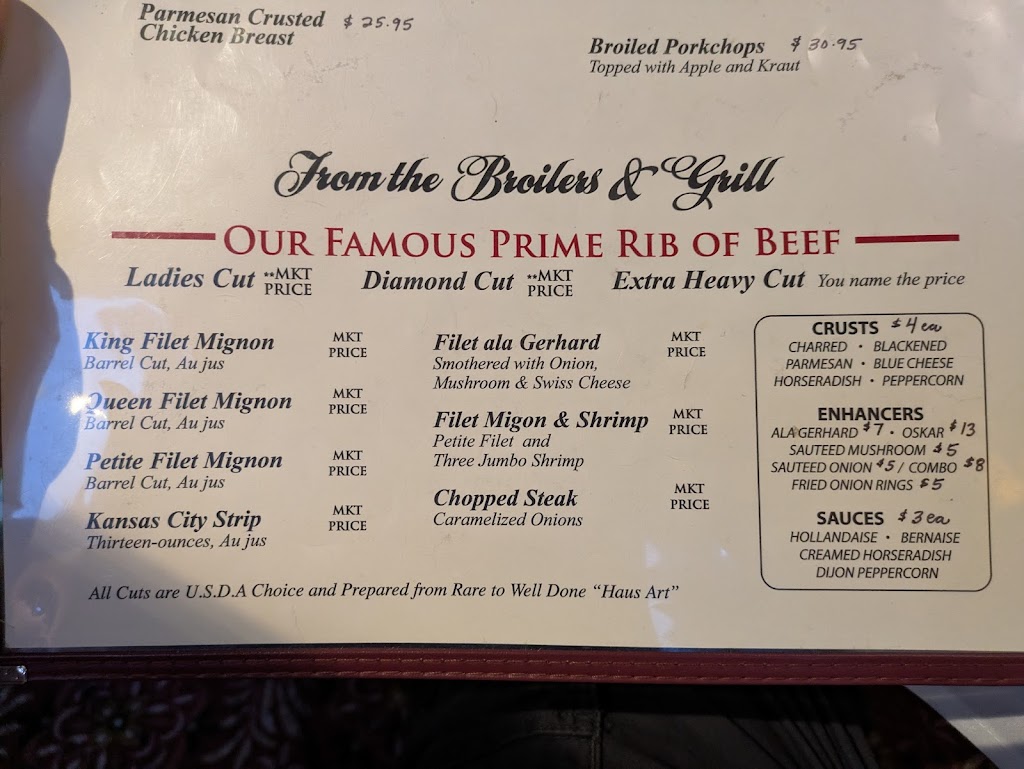 Parmesan Crusted $ 25.95
Chicken Breast
Broiled Porkchops $ 30.95
Topped with Apple and Kraut
From the Broilers & Grill
OUR FAMOUS PRIME RIB OF BEEF
Ladies Cut **MKT PRICE Diamond Cut **MKT PRICE Extra Heavy Cut You name the price
King Filet Mignon MKT PRICE
Barrel Cut, Au jus
Queen Filet Mignon MKT PRICE
Barrel Cut, Au jus
Petite Filet Mignon MKT PRICE
Barrel Cut, Au jus
Kansas City Strip MKT PRICE
Thirteen-ounces, Au jus
Filet ala Gerhard MKT PRICE
Smothered with Onion,
Mushroom & Swiss Cheese
Filet Migon & Shrimp MKT PRICE
Petite Filet and
Three Jumbo Shrimp
Chopped Steak MKT PRICE
Caramelized Onions
CRUSTS $4 ea
CHARRED • BLACKENED
PARMESAN • BLUE CHEESE
HORSERADISH • PEPPERCORN
ENHANCERS
ALA GERHARD $7 • OSKAR $13
SAUTEED MUSHROOM $5
SAUTEED ONION $5 / COMBO $8
FRIED ONION RINGS $5
SAUCES $3 ea
HOLLANDAISE • BERNAISE
CREAMED HORSERADISH
DIJON PEPPERCORN
All Cuts are U.S.D.A Choice and Prepared from Rare to Well Done “Haus Art”